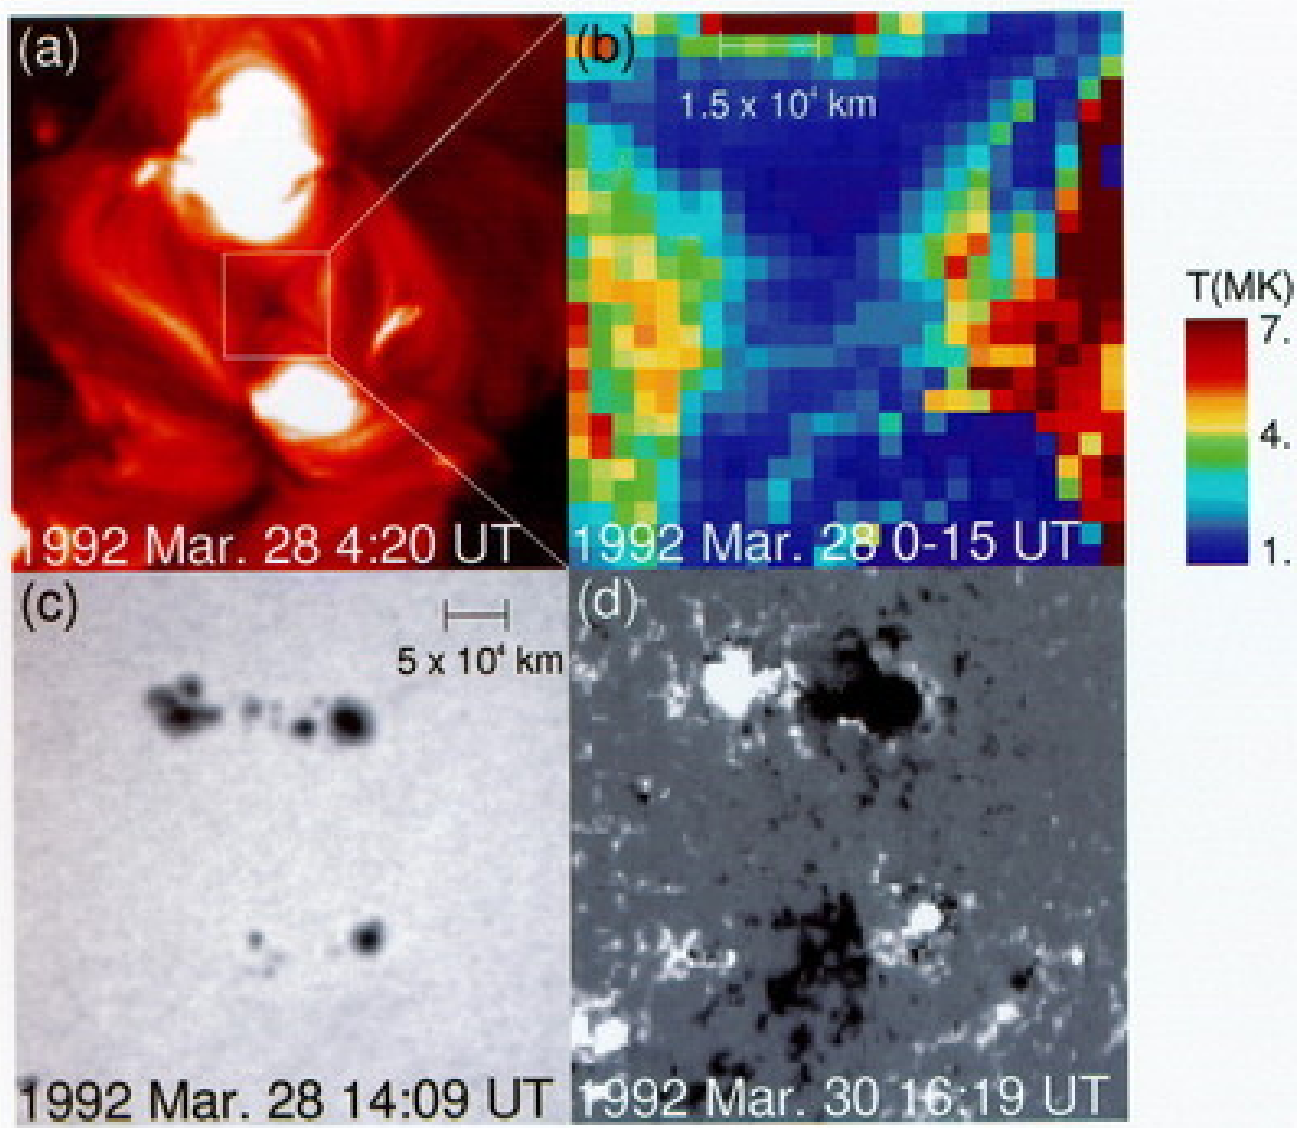 (a)
(b)
1.5 x 10⁴ km
T(MK)
7.
4.
1.
1992 Mar. 28 4:20 UT
1992 Mar. 28 0-15 UT
(c)
(d)
5 x 10⁴ km
1992 Mar. 28 14:09 UT
1992 Mar. 30 16:19 UT